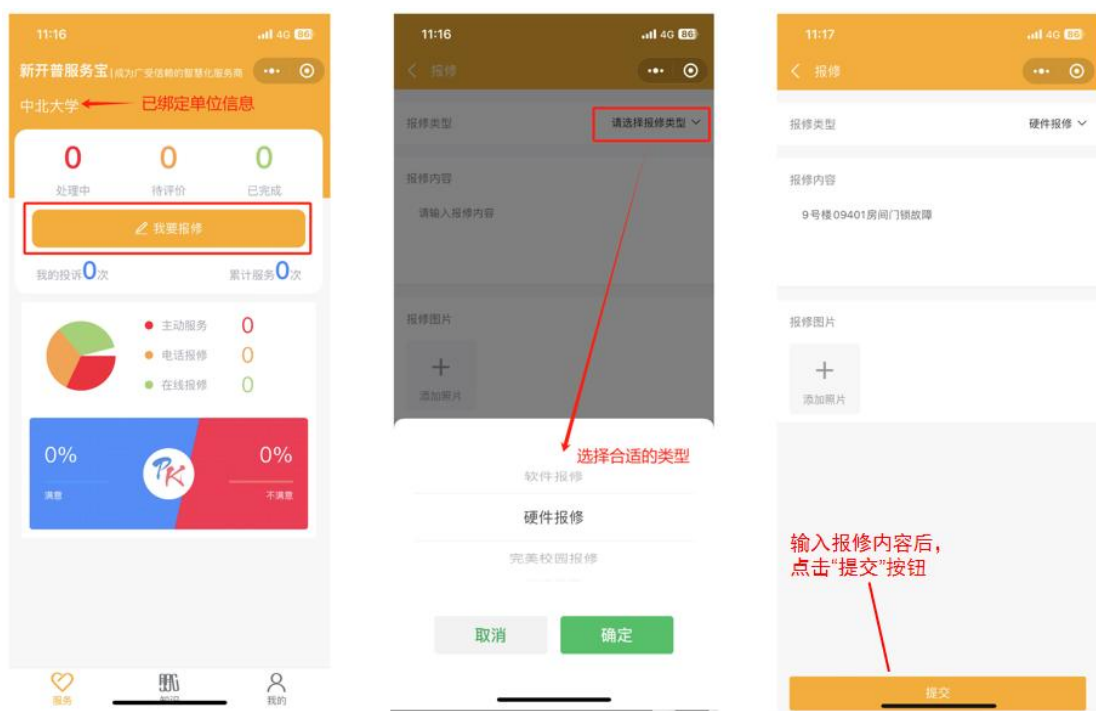 11:16
4G 86
新开普服务宝|成为广受信赖的智慧化服务商
中北大学
已绑定单位信息
0 0 0
处理中 待评价 已完成
我要报修
我的投诉0次 累计服务0次
主动服务 0
电话报修 0
在线报修 0
0% 0%
PK
满意 不满意
服务 知识 我的
11:16
4G 86
报修
报修类型 请选择报修类型
报修内容
请输入报修内容
报修图片
添加照片
选择合适的类型
软件报修
硬件报修
完美校园报修
取消 确定
11:17
4G 86
报修
报修类型 硬件报修
报修内容
9号楼09401房间门锁故障
报修图片
添加照片
输入报修内容后,
点击“提交”按钮
提交